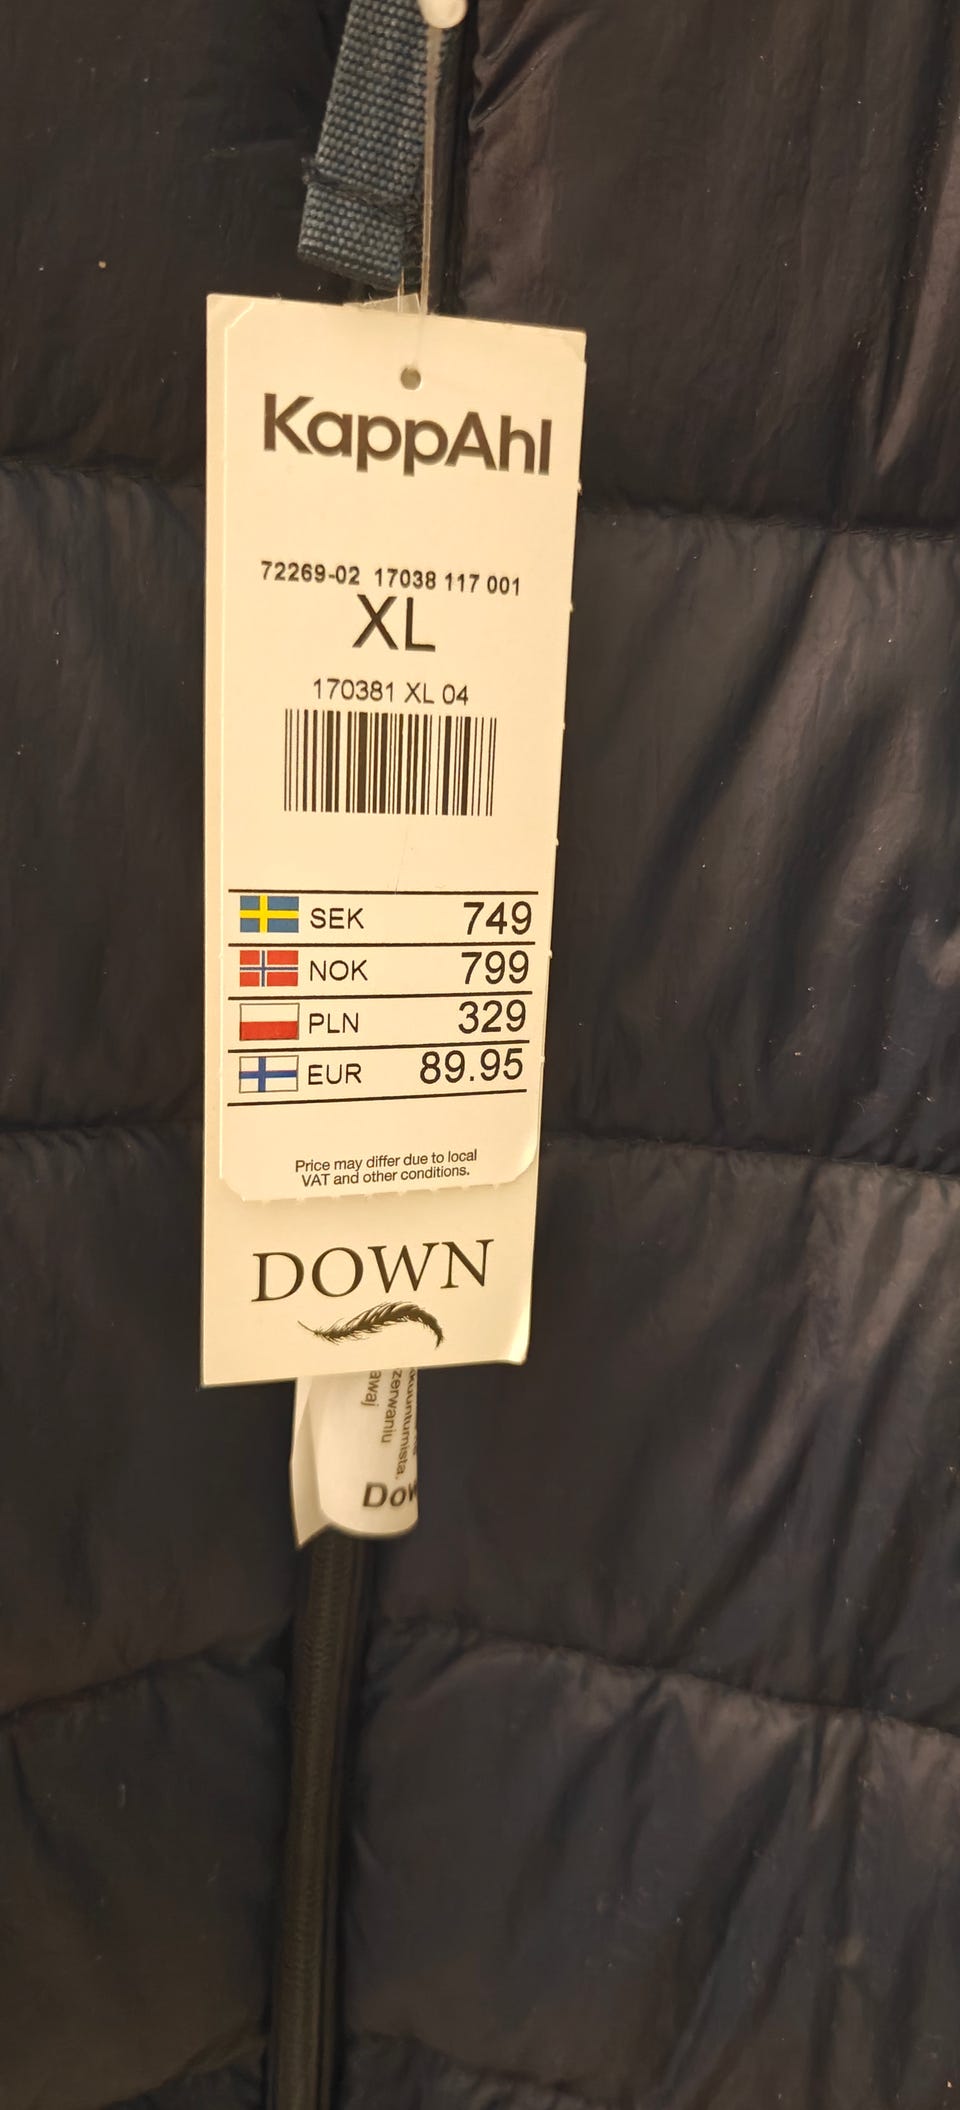 KappAhl
72269-02 17038 117 001
XL
170381 XL 04
SEK 749
NOK 799
PLN 329
EUR 89.95
Price may differ due to local
VAT and other conditions.
DOWN